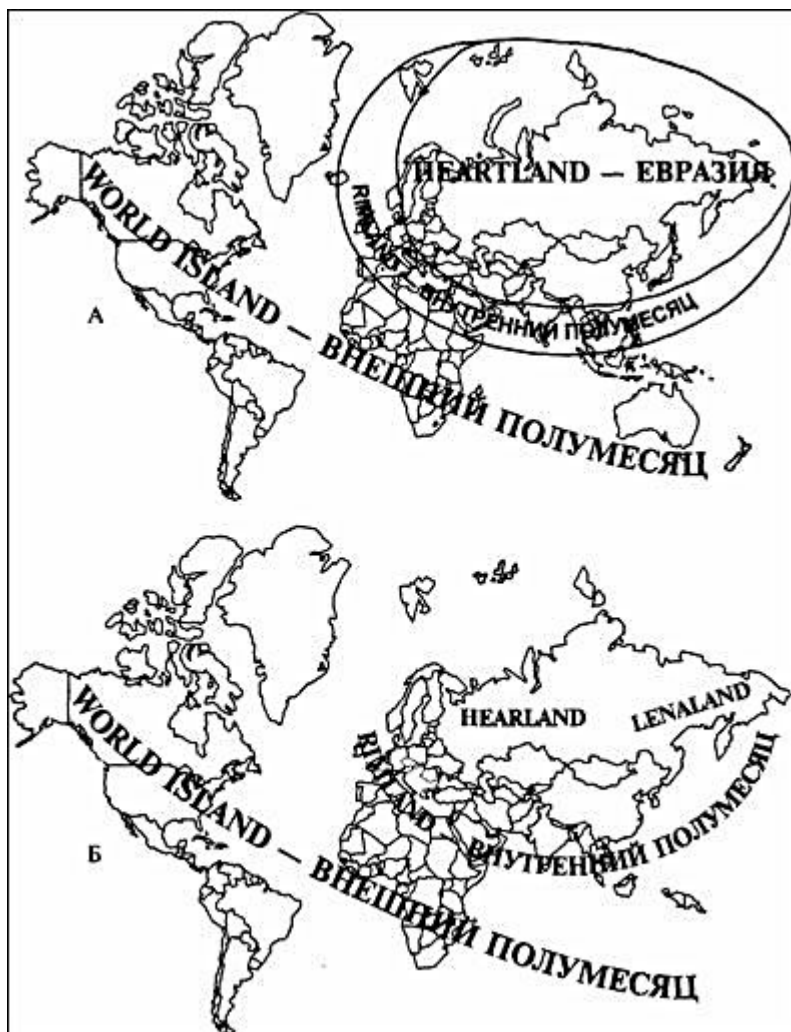 HEARTLAND — ЕВРАЗИЯ
RIMLAND — ВНУТРЕННИЙ ПОЛУМЕСЯЦ
WORLD ISLAND — ВНЕШНИЙ ПОЛУМЕСЯЦ
А
HEARLAND
LENALAND
RIMLAND
ВНУТРЕННИЙ ПОЛУМЕСЯЦ
WORLD ISLAND — ВНЕШНИЙ ПОЛУМЕСЯЦ
Б